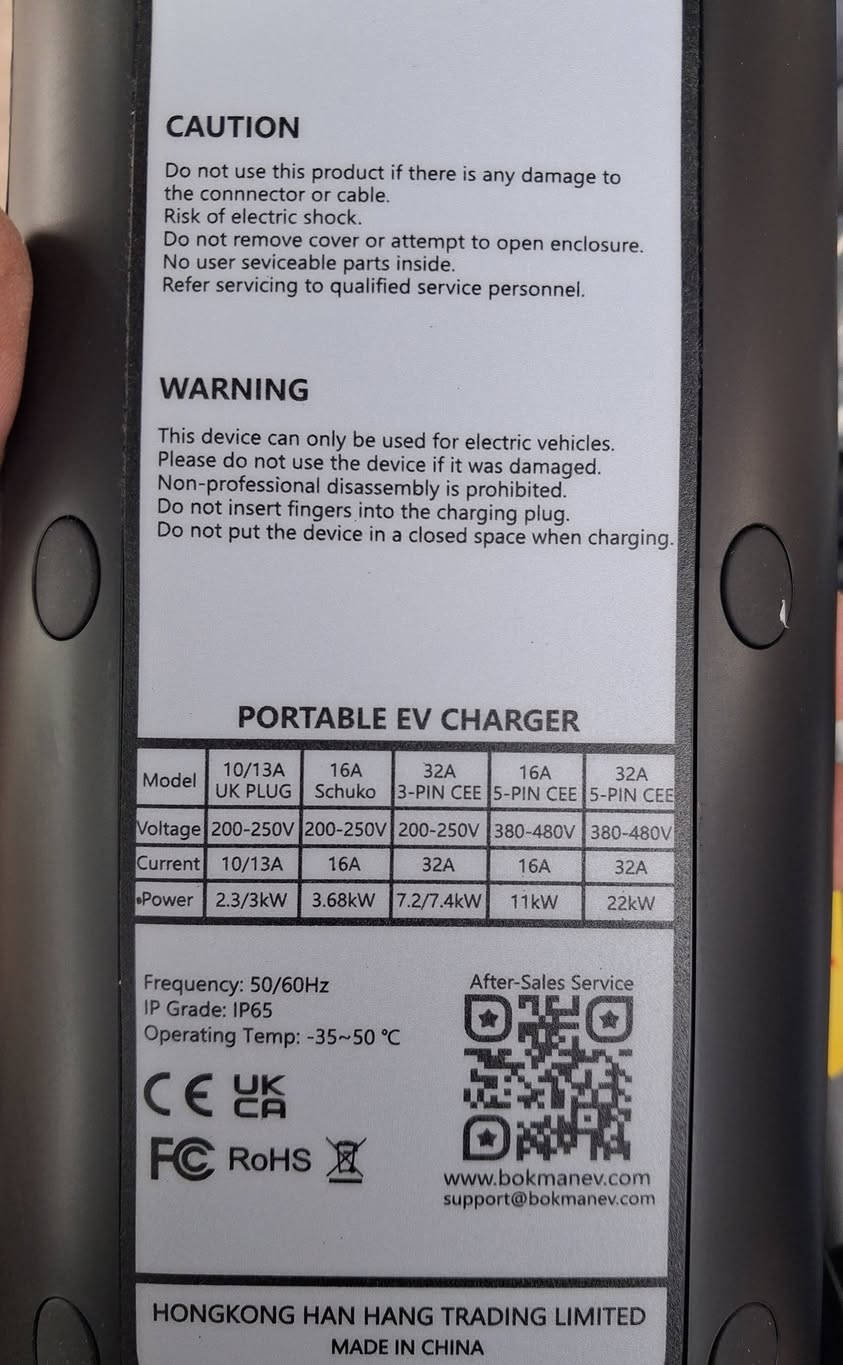 CAUTION
Do not use this product if there is any damage to
the connnector or cable.
Risk of electric shock.
Do not remove cover or attempt to open enclosure.
No user seviceable parts inside.
Refer servicing to qualified service personnel.
WARNING
This device can only be used for electric vehicles.
Please do not use the device if it was damaged.
Non-professional disassembly is prohibited.
Do not insert fingers into the charging plug.
Do not put the device in a closed space when charging.
PORTABLE EV CHARGER
Model 10/13A UK PLUG 16A Schuko 32A 3-PIN CEE 16A 5-PIN CEE 32A 5-PIN CEE
Voltage 200-250V 200-250V 200-250V 380-480V 380-480V
Current 10/13A 16A 32A 16A 32A
•Power 2.3/3kW 3.68kW 7.2/7.4kW 11kW 22kW
Frequency: 50/60Hz
IP Grade: IP65
Operating Temp: -35~50 ℃
CE UK CA
FC RoHS
After-Sales Service
www.bokmanev.com
support@bokmanev.com
HONGKONG HAN HANG TRADING LIMITED
MADE IN CHINA